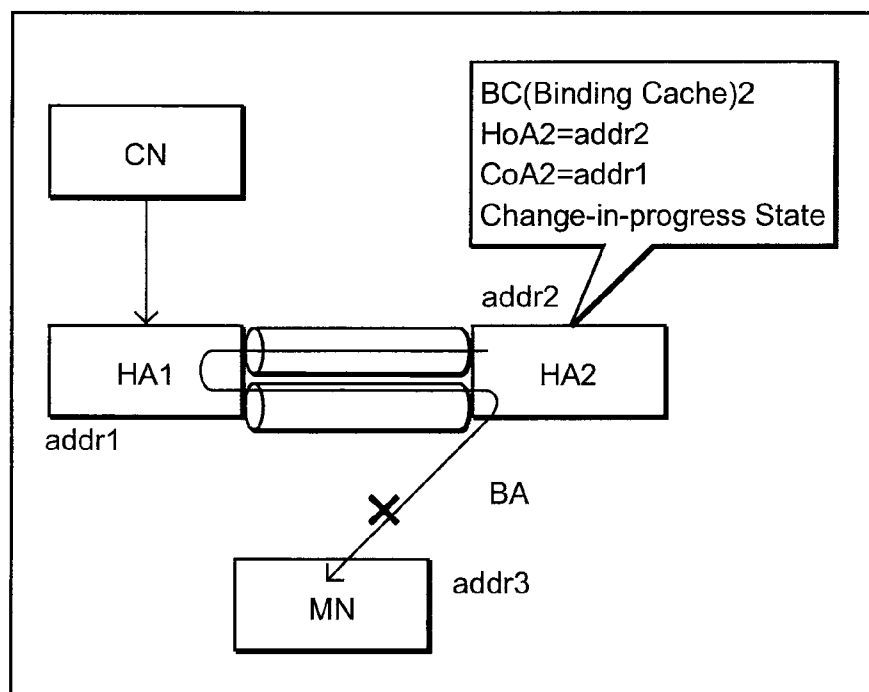 CN
BC(Binding Cache)2
HoA2=addr2
CoA2=addr1
Change-in-progress State
addr2
HA1
HA2
addr1
BA
MN
addr3